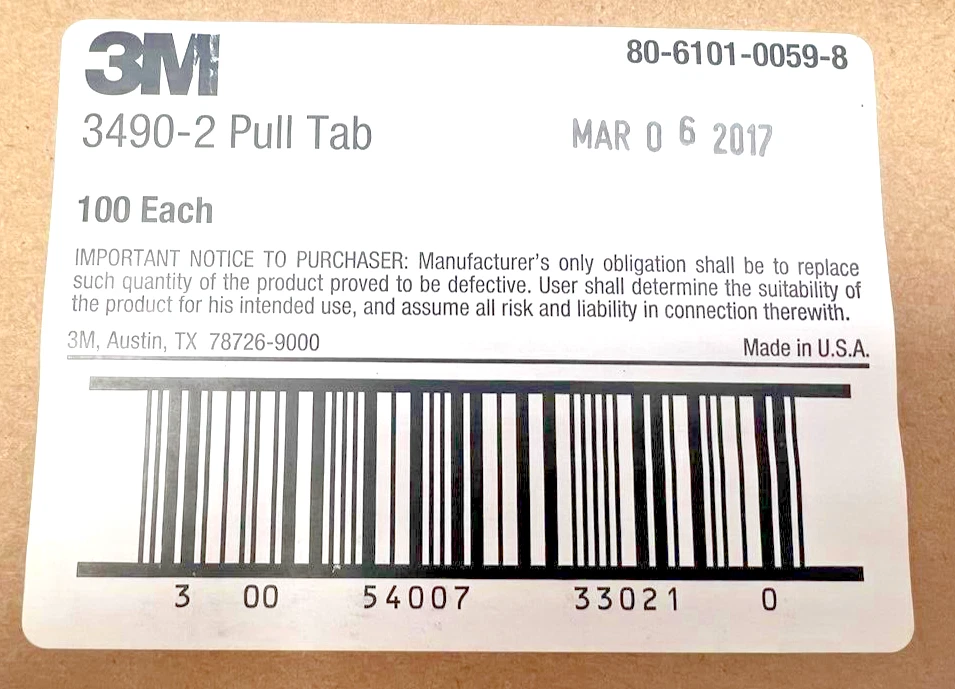 3M
80-6101-0059-8
3490-2 Pull Tab
MAR 06 2017
100 Each
IMPORTANT NOTICE TO PURCHASER: Manufacturer's only obligation shall be to replace
such quantity of the product proved to be defective. User shall determine the suitability of
the product for his intended use, and assume all risk and liability in connection therewith.
3M, Austin, TX 78726-9000
Made in U.S.A.
3 00 54007 33021 0